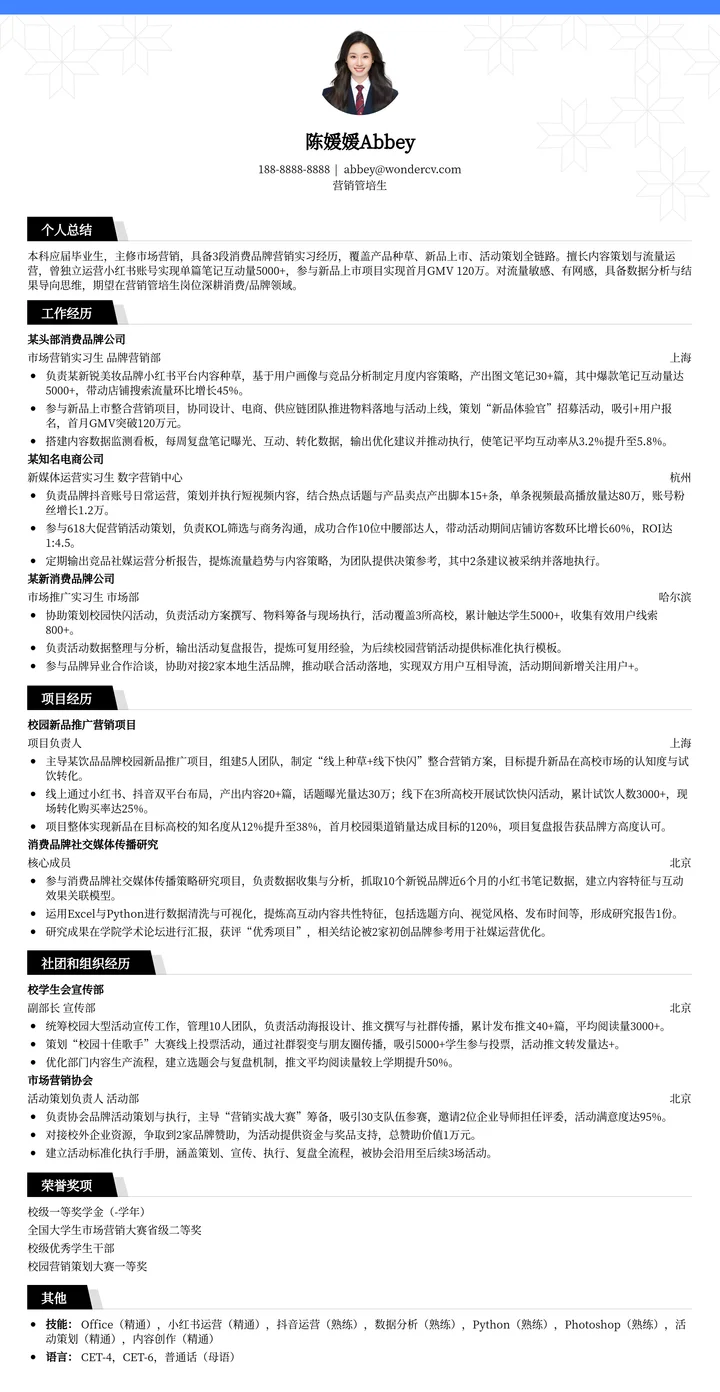 陈媛媛Abbey
188-8888-8888 | abbey@wondercv.com
营销管培生
个人总结
本科应届毕业生，主修市场营销，具备3段消费品牌营销实习经历，覆盖产品种草、新品上市、活动策划全链路。擅长内容策划与流量运
营，曾独立运营小红书账号实现单篇笔记互动量5000+，参与新品上市项目实现首月GMV 120万。对流量敏感、有网感，具备数据分析与结
果导向思维，期望在营销管培生岗位深耕消费/品牌领域。
工作经历
某头部消费品牌公司
市场营销实习生 品牌营销部 上海
• 负责某新锐美妆品牌小红书平台内容种草，基于用户画像与竞品分析制定月度内容策略，产出图文笔记30+篇，其中爆款笔记互动量达
5000+，带动店铺搜索流量环比增长45%。
• 参与新品上市整合营销项目，协同设计、电商、供应链团队推进物料落地与活动上线，策划“新品体验官”招募活动，吸引+用户报
名，首月GMV突破120万元。
• 搭建内容数据监测看板，每周复盘笔记曝光、互动、转化数据，输出优化建议并推动执行，使笔记平均互动率从3.2%提升至5.8%。
某知名电商公司
新媒体运营实习生 数字营销中心 杭州
• 负责品牌抖音账号日常运营，策划并执行短视频内容，结合热点话题与产品卖点产出脚本15+条，单条视频最高播放量达80万，账号粉
丝增长1.2万。
• 参与618大促营销活动策划，负责KOL筛选与商务沟通，成功合作10位中腰部达人，带动活动期间店铺访客数环比增长60%，ROI达
1:4.5。
• 定期输出竞品社媒运营分析报告，提炼流量趋势与内容策略，为团队提供决策参考，其中2条建议被采纳并落地执行。
某新消费品牌公司
市场推广实习生 市场部 哈尔滨
• 协助策划校园快闪活动，负责活动方案撰写、物料筹备与现场执行，活动覆盖3所高校，累计触达学生5000+，收集有效用户线索
800+。
• 负责活动数据整理与分析，输出活动复盘报告，提炼可复用经验，为后续校园营销活动提供标准化执行模板。
• 参与品牌异业合作洽谈，协助对接2家本地生活品牌，推动联合活动落地，实现双方用户互相导流，活动期间新增关注用户+。
项目经历
校园新品推广营销项目
项目负责人 上海
• 主导某饮品品牌校园新品推广项目，组建5人团队，制定“线上种草+线下快闪”整合营销方案，目标提升新品在高校市场的认知度与试
饮转化。
• 线上通过小红书、抖音双平台布局，产出内容20+篇，话题曝光量达30万；线下在3所高校开展试饮快闪活动，累计试饮人数3000+，现
场转化购买率达25%。
• 项目整体实现新品在目标高校的知名度从12%提升至38%，首月校园渠道销量达成目标的120%，项目复盘报告获品牌方高度认可。
消费品牌社交媒体传播研究
核心成员 北京
• 参与消费品牌社交媒体传播策略研究项目，负责数据收集与分析，抓取10个新锐品牌近6个月的小红书笔记数据，建立内容特征与互动
效果关联模型。
• 运用Excel与Python进行数据清洗与可视化，提炼高互动内容共性特征，包括选题方向、视觉风格、发布时间等，形成研究报告1份。
• 研究成果在学院学术论坛进行汇报，获评“优秀项目”，相关结论被2家初创品牌参考用于社媒运营优化。
社团和组织经历
校学生会宣传部
副部长 宣传部 北京
• 统筹校园大型活动宣传工作，管理10人团队，负责活动海报设计、推文撰写与社群传播，累计发布推文40+篇，平均阅读量3000+。
• 策划“校园十佳歌手”大赛线上投票活动，通过社群裂变与朋友圈传播，吸引5000+学生参与投票，活动推文转发量达+。
• 优化部门内容生产流程，建立选题会与复盘机制，推文平均阅读量较上学期提升50%。
市场营销协会
活动策划负责人 活动部 北京
• 负责协会品牌活动策划与执行，主导“营销实战大赛”筹备，吸引30支队伍参赛，邀请2位企业导师担任评委，活动满意度达95%。
• 对接校外企业资源，争取到2家品牌赞助，为活动提供资金与奖品支持，总赞助价值1万元。
• 建立活动标准化执行手册，涵盖策划、宣传、执行、复盘全流程，被协会沿用至后续3场活动。
荣誉奖项
校级一等奖学金（-学年）
全国大学生市场营销大赛省级二等奖
校级优秀学生干部
校园营销策划大赛一等奖
其他
• 技能： Office（精通），小红书运营（精通），抖音运营（熟练），数据分析（熟练），Python（熟练），Photoshop（熟练），活
动策划（精通），内容创作（精通）
• 语言： CET-4，CET-6，普通话（母语）